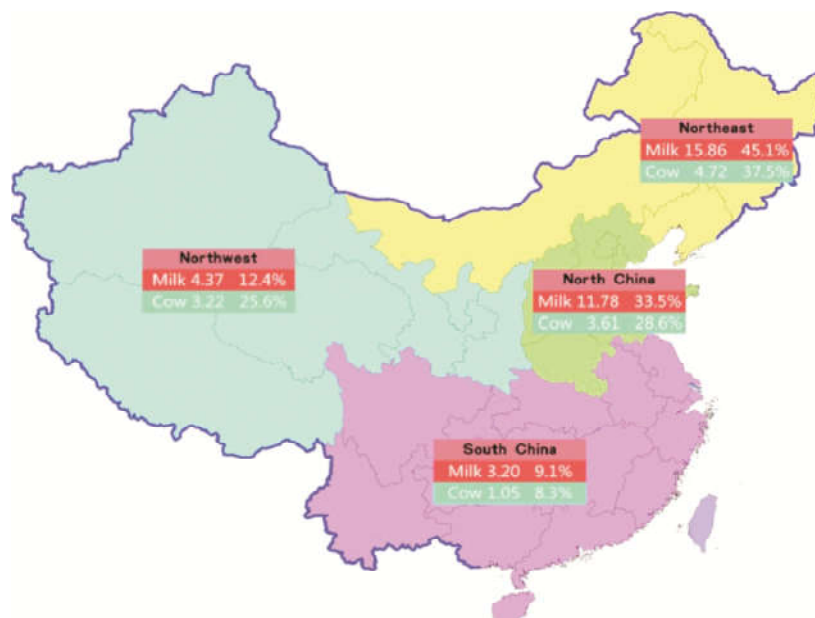 Northeast
Milk 15.86 45.1%
Cow 4.72 37.5%
Northwest
Milk 4.37 12.4%
Cow 3.22 25.6%
North China
Milk 11.78 33.5%
Cow 3.61 28.6%
South China
Milk 3.20 9.1%
Cow 1.05 8.3%